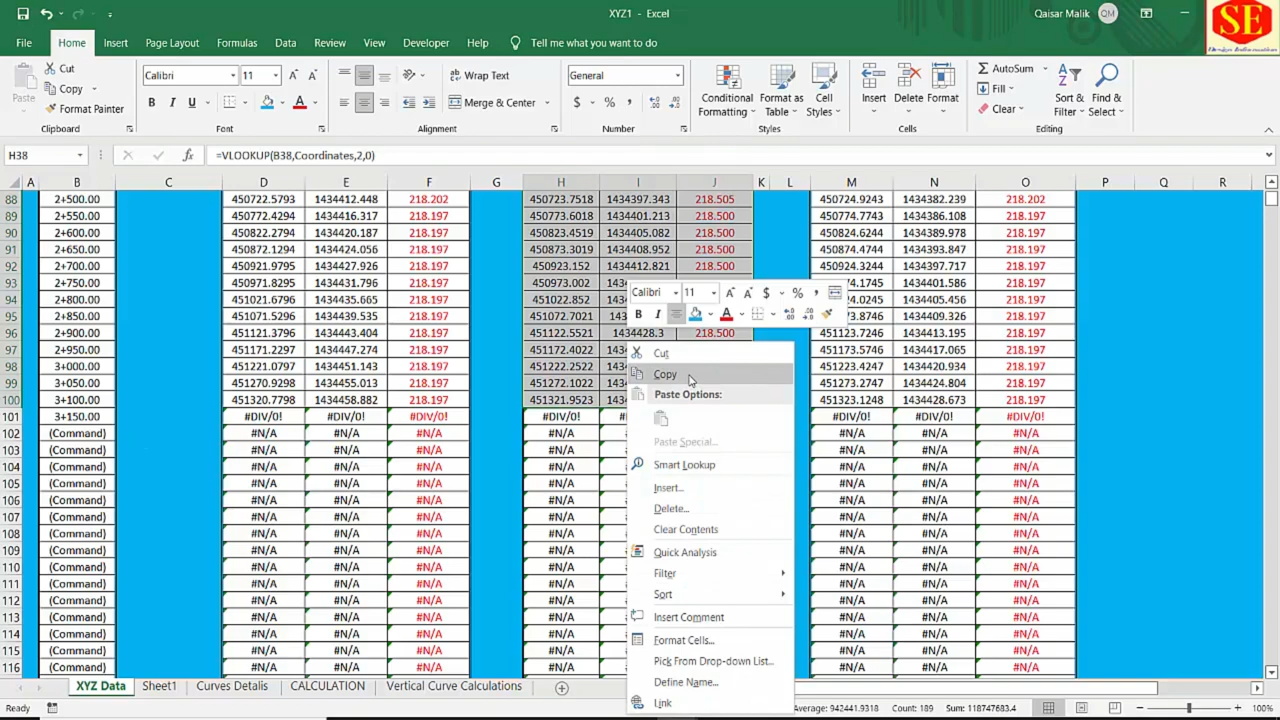 XYZ1 - Excel
Qaisar Malik QM
SE
File Home Insert Page Layout Formulas Data Review View Developer Help Tell me what you want to do
Paste
Cut
Copy
Format Painter
Calibri 11
B I U
Wrap Text
Merge & Center
General
$ % ,
Conditional Formatting
Format as Table
Cell Styles
Insert
Delete
Format
AutoSum
Fill
Clear
Sort & Filter
Find & Select
Clipboard Font Alignment Number Styles Cells Editing
H38 fx =VLOOKUP(B38,Coordinates,2,0)
A B C D E F G H I J K L M N O P Q R
88 2+500.00 450722.5793 1434412.448 218.202 450723.7518 1434397.343 218.505 450724.9243 1434382.239 218.202
89 2+550.00 450772.4294 1434416.317 218.197 450773.6018 1434401.213 218.500 450774.7743 1434386.108 218.197
90 2+600.00 450822.2794 1434420.187 218.197 450823.4519 1434405.082 218.500 450824.6244 1434389.978 218.197
91 2+650.00 450872.1294 1434424.056 218.197 450873.3019 1434408.952 218.500 450874.4744 1434393.847 218.197
92 2+700.00 450921.9795 1434427.926 218.197 450923.152 1434412.821 218.500 450924.3244 1434397.717 218.197
93 2+750.00 450971.8295 1434431.796 218.197 450973.002 4.1745 1434401.586 218.197
94 2+800.00 451021.6796 1434435.665 218.197 451022.852 4.0245 1434405.456 218.197
95 2+850.00 451071.5296 1434439.535 218.197 451072.7021 3.8746 1434409.326 218.197
96 2+900.00 451121.3796 1434443.404 218.197 451122.5521 1434428.3 218.500 451123.7246 1434413.195 218.197
97 2+950.00 451171.2297 1434447.274 218.197 451172.4022 1434 451173.5746 1434417.065 218.197
98 3+000.00 451221.0797 1434451.143 218.197 451222.2522 1434 451223.4247 1434420.934 218.197
99 3+050.00 451270.9298 1434455.013 218.197 451272.1022 1434 451273.2747 1434424.804 218.197
100 3+100.00 451320.7798 1434458.882 218.197 451321.9523 1434 451323.1248 1434428.673 218.197
101 3+150.00 #DIV/0! #DIV/0! #DIV/0! #DIV/0! #D #DIV/0! #DIV/0! #DIV/0!
102 (Command) #N/A #N/A #N/A #N/A #N/A #N/A #N/A
103 (Command) #N/A #N/A #N/A #N/A #N/A #N/A #N/A
104 (Command) #N/A #N/A #N/A #N/A #N/A #N/A #N/A
105 (Command) #N/A #N/A #N/A #N/A #N/A #N/A #N/A
106 (Command) #N/A #N/A #N/A #N/A #N/A #N/A #N/A
107 (Command) #N/A #N/A #N/A #N/A #N/A #N/A #N/A
108 (Command) #N/A #N/A #N/A #N/A #N/A #N/A #N/A
109 (Command) #N/A #N/A #N/A #N/A #N/A #N/A #N/A
110 (Command) #N/A #N/A #N/A #N/A #N/A #N/A #N/A
111 (Command) #N/A #N/A #N/A #N/A #N/A #N/A #N/A
112 (Command) #N/A #N/A #N/A #N/A #N/A #N/A #N/A
113 (Command) #N/A #N/A #N/A #N/A #N/A #N/A #N/A
114 (Command) #N/A #N/A #N/A #N/A #N/A #N/A #N/A
115 (Command) #N/A #N/A #N/A #N/A #N/A #N/A #N/A
116 (Command) #N/A #N/A #N/A #N/A #N/A #N/A #N/A
Calibri 11 A A $ % ,
B I A
Cut
Copy
Paste Options:
Paste Special...
Smart Lookup
Insert...
Delete...
Clear Contents
Quick Analysis
Filter
Sort
Insert Comment
Format Cells...
Pick From Drop-down List...
Define Name...
Link
XYZ Data Sheet1 Curves Detalis CALCULATION Vertical Curve Calculations
Ready Average: 942441.9318 Count: 189 Sum: 118747683.4 100%